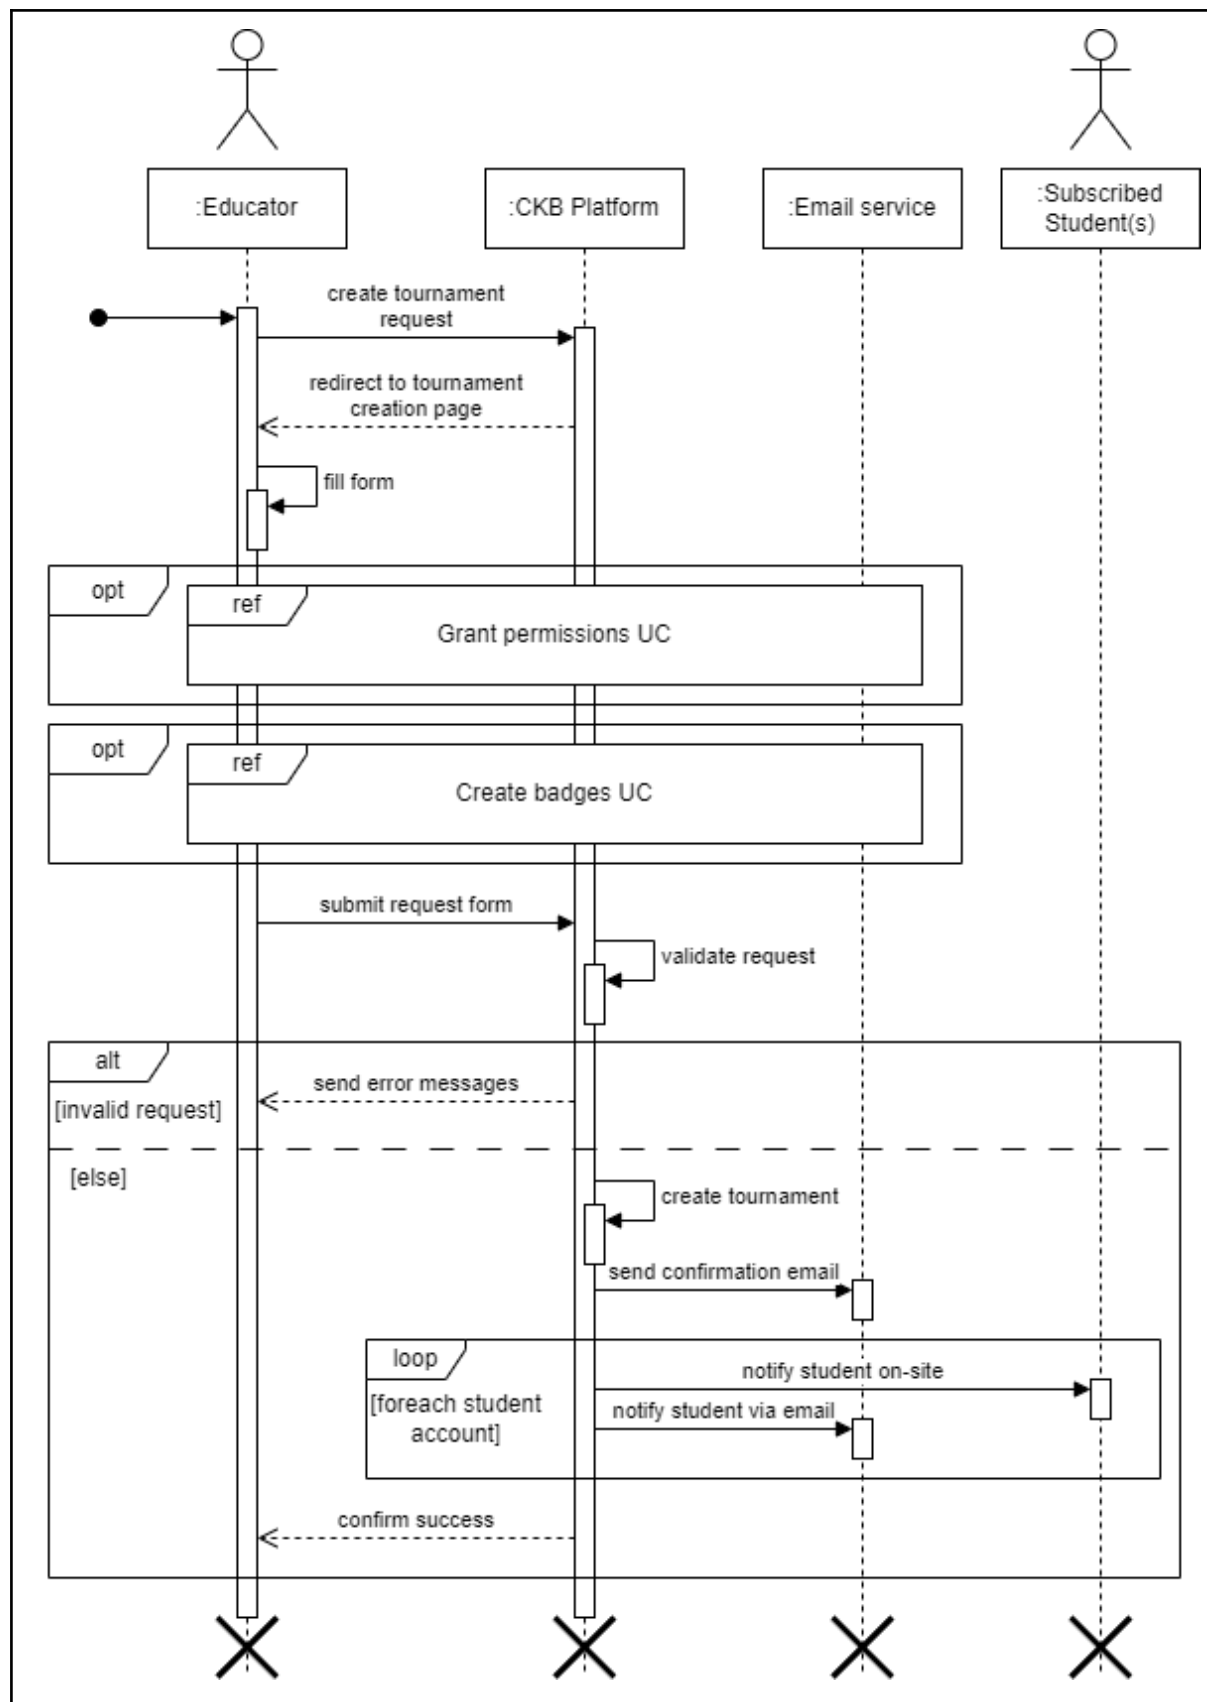 :Educator
:CKB Platform
:Email service
:Subscribed
Student(s)
create tournament
request
redirect to tournament
creation page
fill form
opt
ref
Grant permissions UC
opt
ref
Create badges UC
submit request form
validate request
alt
send error messages
[invalid request]
[else]
create tournament
send confirmation email
loop
notify student on-site
[foreach student
account]
notify student via email
confirm success